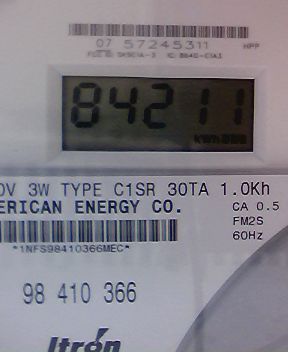 07 57245311 HPP
84211
kWh
0V 3W TYPE C1SR 30TA 1.0Kh
ERICAN ENERGY CO. CA 0.5
FM2S
60Hz
*1NFS98410366MEC*
98 410 366
Itron